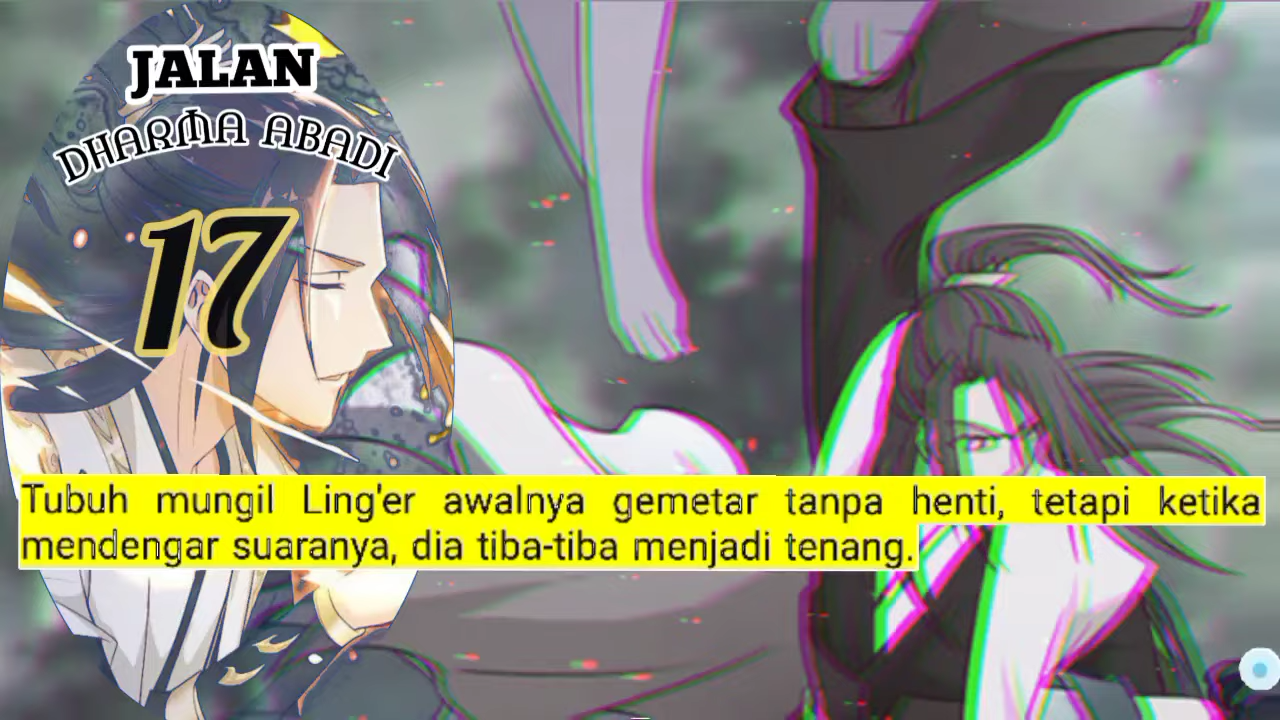 JALAN
DHARMA ABADI
17
Tubuh mungil Ling'er awalnya gemetar tanpa henti, tetapi ketika
mendengar suaranya, dia tiba-tiba menjadi tenang.